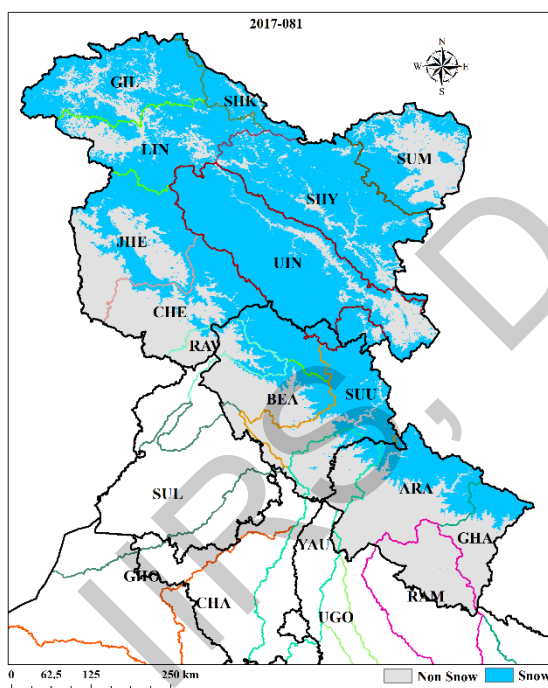 2017-081
N
W E
S
GIL
SHK
LIN
SUM
SHY
JHE
UIN
CHE
RAV
BEA
SUU
ARA
SUL
GHA
YAU
GHO
CHA
RAM
UGO
IIRS, D
0 62.5 125 250 km
Non Snow Snow